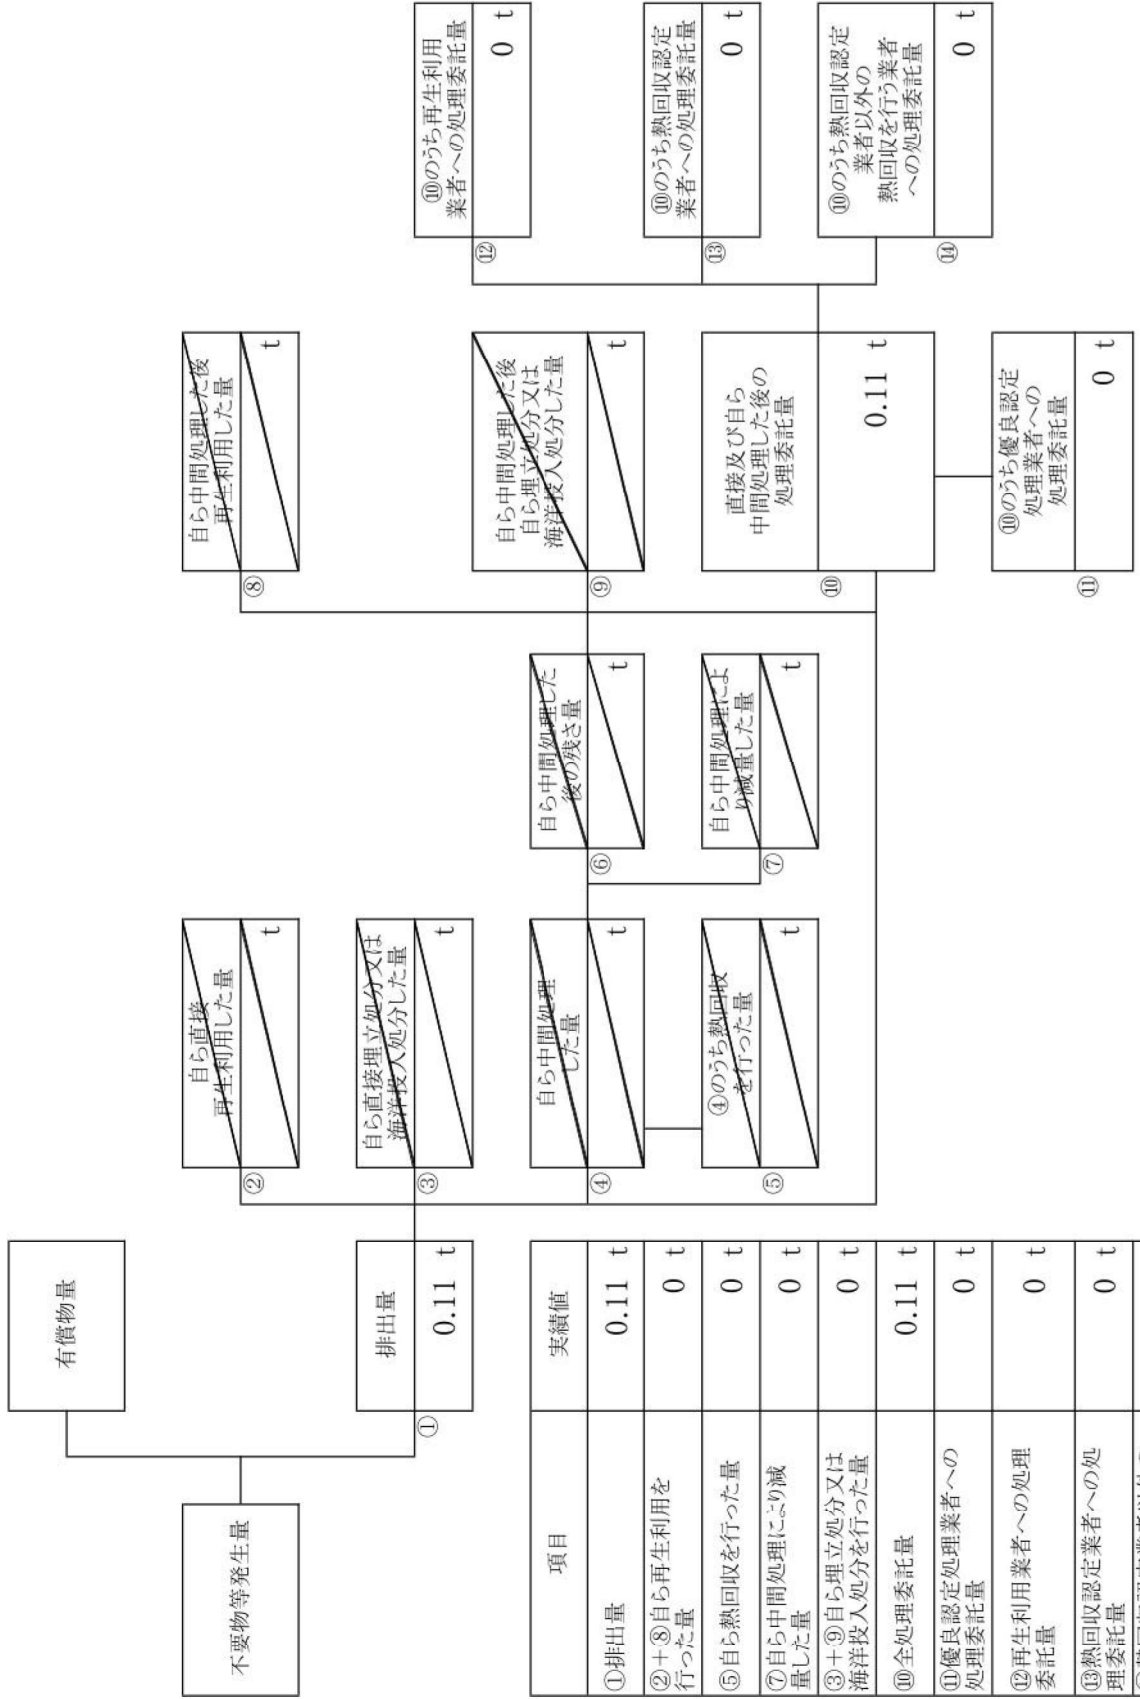 有償物量
不要物等発生量
排出量
①
0.11 t
自ら直接
再生利用した量
②
t
自ら直接埋立処分又は
海洋投入処分した量
③
t
自ら中間処理
した量
④
t
④のうち熱回収
を行った量
⑤
t
自ら中間処理した
後の残さ量
⑥
t
自ら中間処理によ
り減量した量
⑦
t
自ら中間処理した後
再生利用した量
⑧
t
自ら中間処理した後
自ら埋立処分又は
海洋投入処分した量
⑨
t
直接及び自ら
中間処理した後の
処理委託量
⑩
0.11 t
⑩のうち優良認定
処理業者への
処理委託量
⑪
0 t
⑩のうち再生利用
業者への処理委託量
⑫
0 t
⑩のうち熱回収認定
業者への処理委託量
⑬
0 t
⑩のうち熱回収認定
業者以外の
熱回収を行う業者
への処理委託量
⑭
0 t
項目 実績値
①排出量 0.11 t
②+⑧自ら再生利用を
行った量 0 t
⑤自ら熱回収を行った量 0 t
⑦自ら中間処理により減
量した量 0 t
③+⑨自ら埋立処分又は
海洋投入処分を行った量 0 t
⑩全処理委託量 0.11 t
⑪優良認定処理業者への
処理委託量 0 t
⑫再生利用業者への処理
委託量 0 t
⑬熱回収認定業者への処
理委託量 0 t